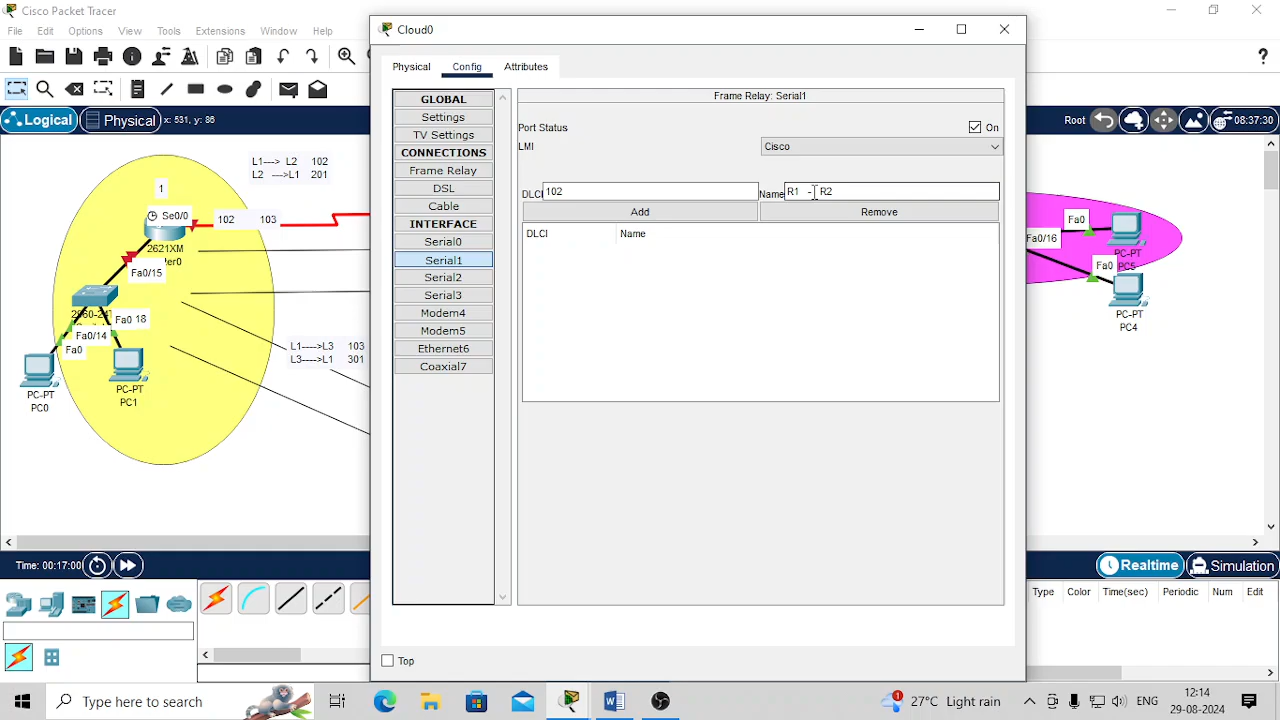 Cisco Packet Tracer
File Edit Options View Tools Extensions Window Help
Logical Physical x: 531, y: 86
Root 08:37:30
L1---> L2 102
L2 --->L1 201
1
Se0/0
102 103
2621XM
er0
Fa0/15
Fa0 18
Fa0/14
Fa0
PC-PT
PC0
PC-PT
PC1
L1--->L3 103
L3---->L1 301
Cloud0
Physical Config Attributes
GLOBAL
Settings
TV Settings
CONNECTIONS
Frame Relay
DSL
Cable
INTERFACE
Serial0
Serial1
Serial2
Serial3
Modem4
Modem5
Ethernet6
Coaxial7
Frame Relay: Serial1
Port Status On
LMI Cisco
DLCI 102 Name R1 - R2
Add Remove
DLCI Name
Top
Fa0
Fa0/16
PC-PT
PC5
Fa0
PC-PT
PC4
Time: 00:17:00
Realtime Simulation
Type Color Time(sec) Periodic Num Edit
Type here to search
27°C Light rain
ENG
12:14
29-08-2024